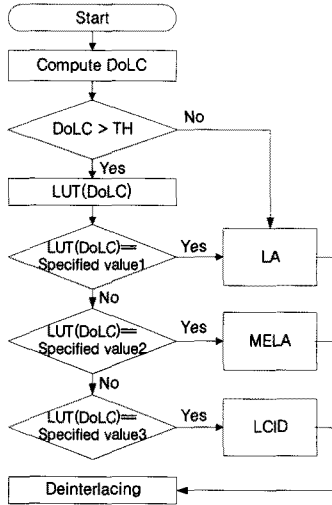 Start
Compute DoLC
DoLC > TH
No
Yes
LUT(DoLC)
LUT(DoLC)==
Specified value1
Yes
LA
No
LUT(DoLC)==
Specified value2
Yes
MELA
No
LUT(DoLC)==
Specified value3
Yes
LCID
Deinterlacing